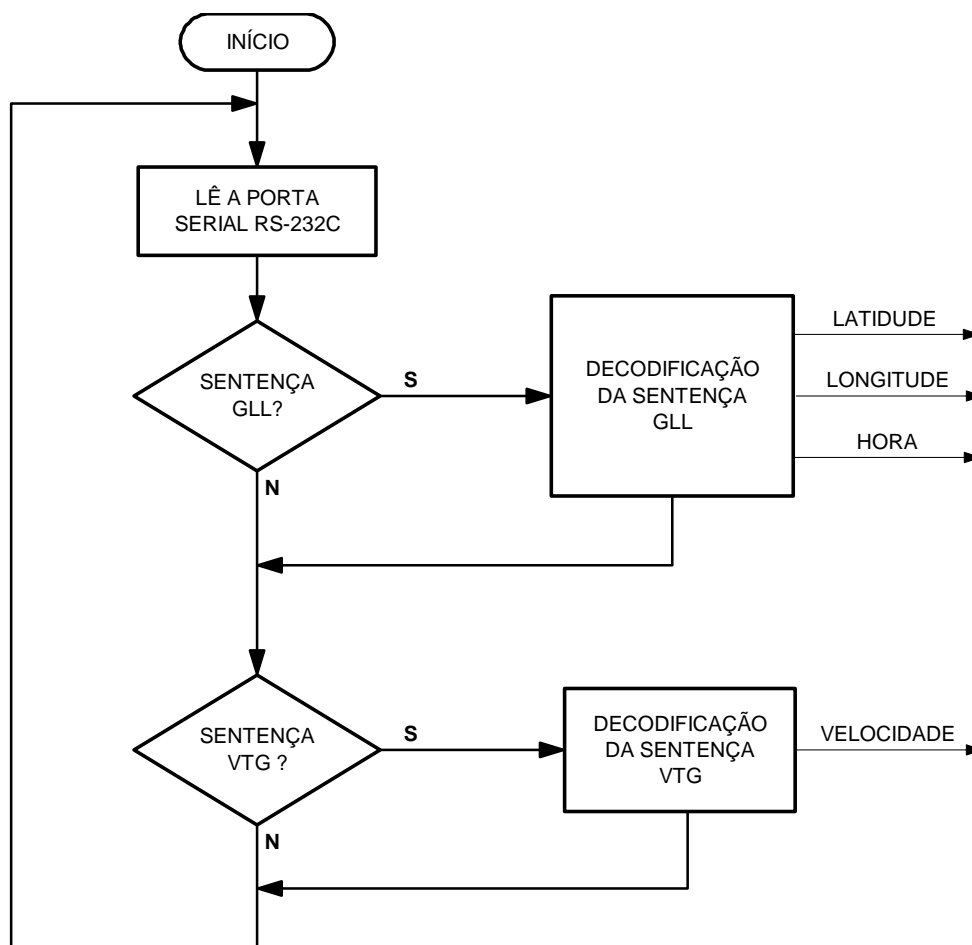 INÍCIO
LÊ A PORTA
SERIAL RS-232C
SENTENÇA
GLL?
S
N
DECODIFICAÇÃO
DA SENTENÇA
GLL
LATIDUDE
LONGITUDE
HORA
SENTENÇA
VTG ?
S
N
DECODIFICAÇÃO
DA SENTENÇA
VTG
VELOCIDADE